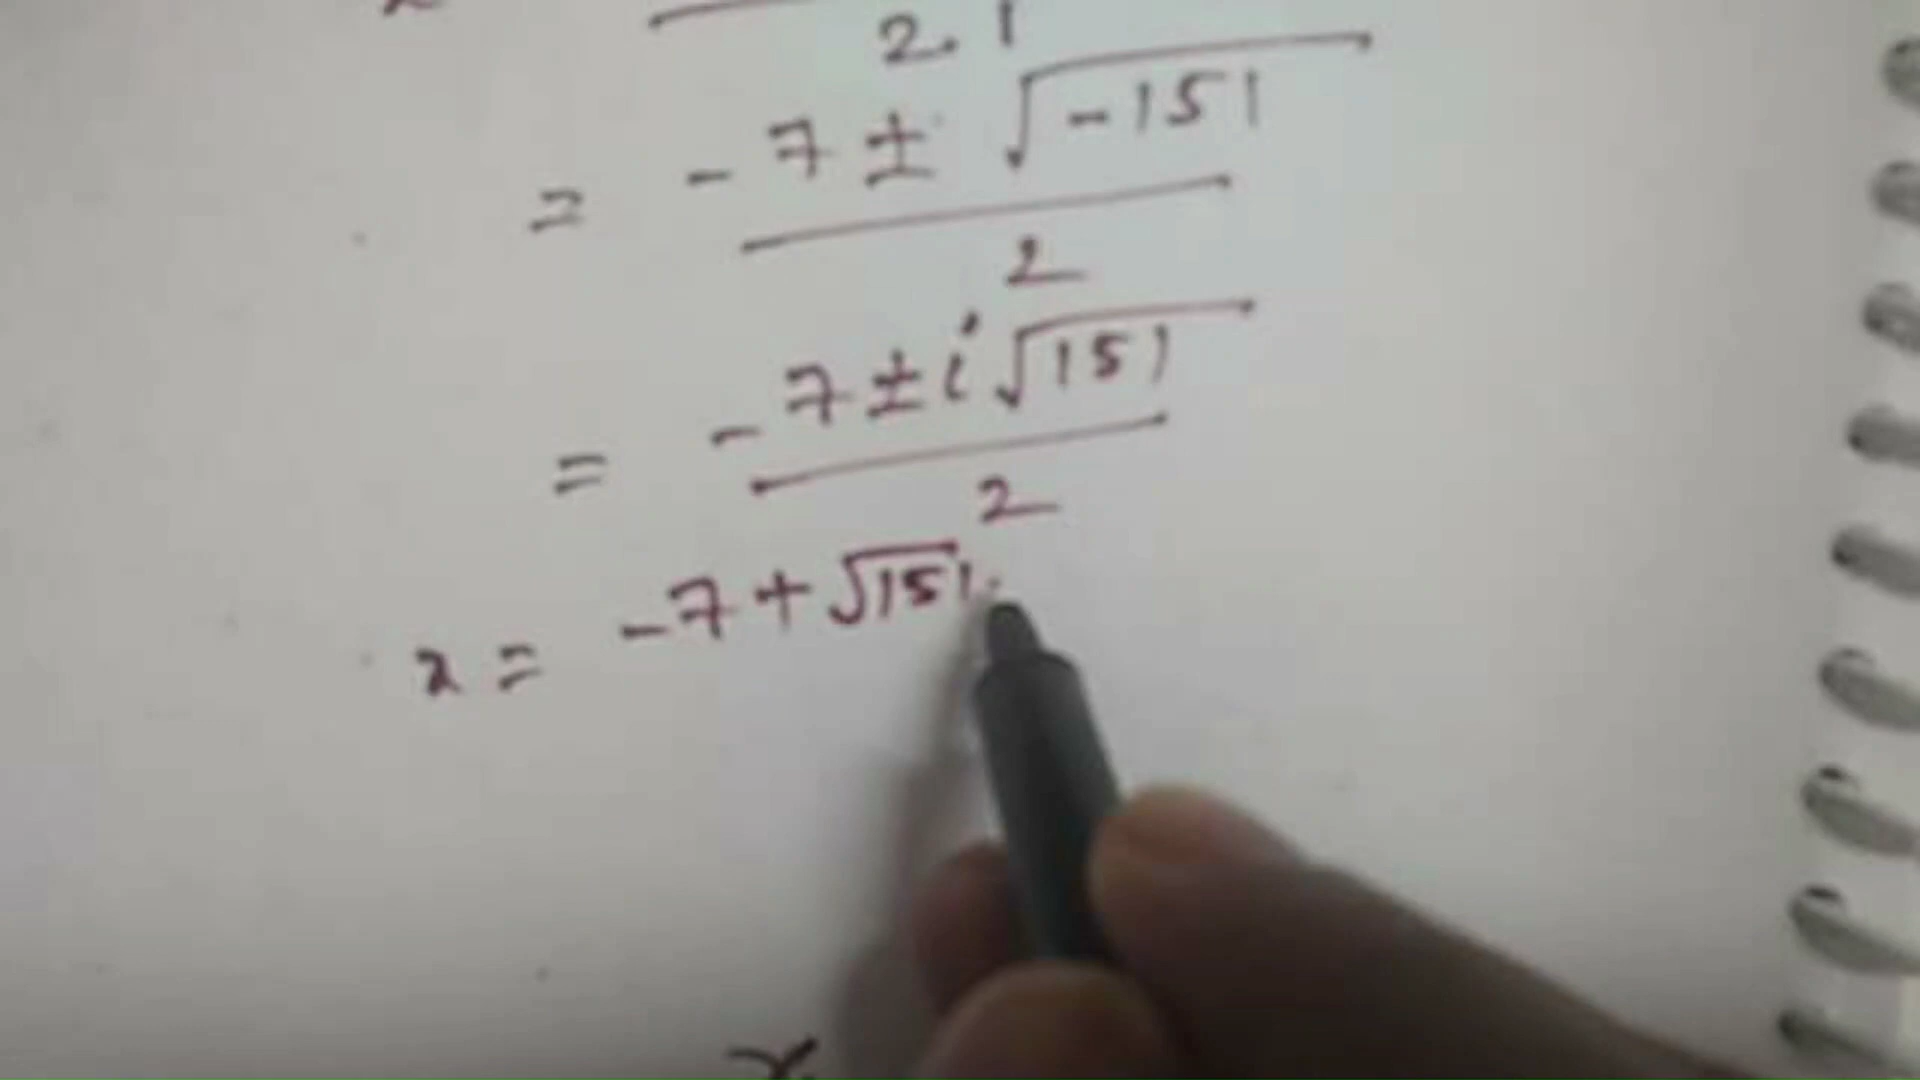 2.1
= -7 ± √-151
2
= -7 ± i √151
2
x = -7 + √151
x